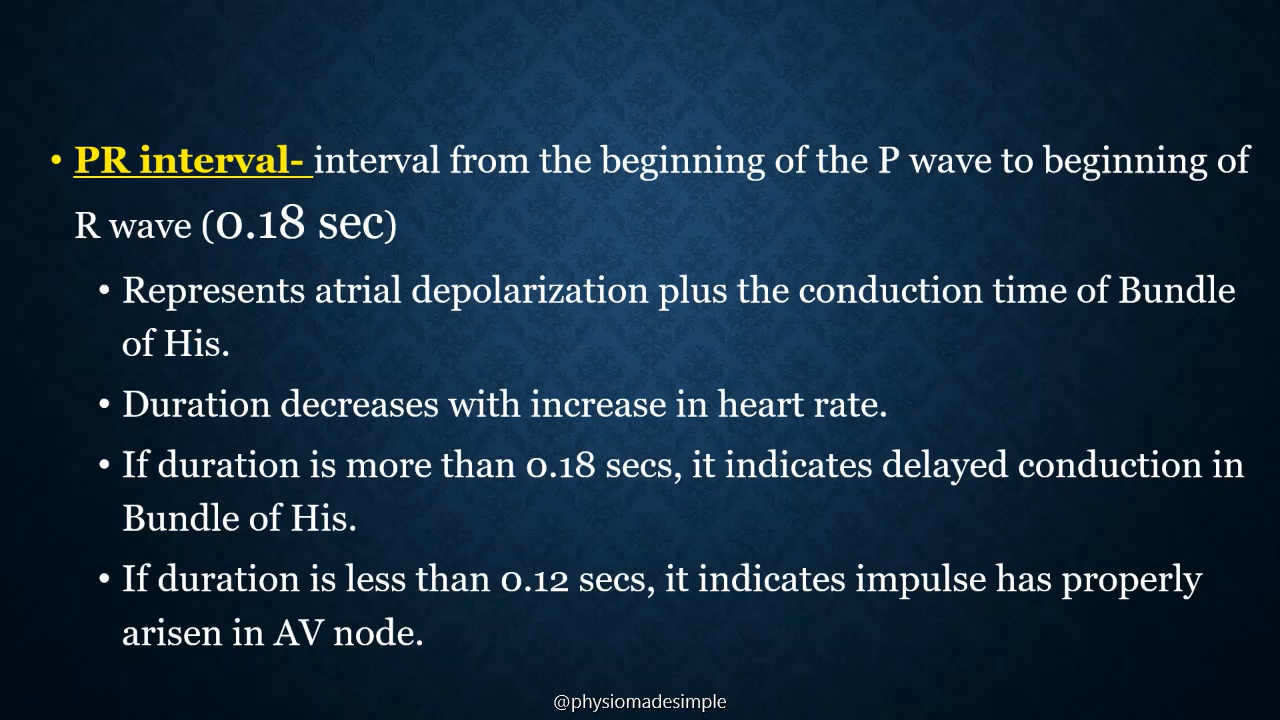 • PR interval- interval from the beginning of the P wave to beginning of
R wave (0.18 sec)
• Represents atrial depolarization plus the conduction time of Bundle
of His.
• Duration decreases with increase in heart rate.
• If duration is more than 0.18 secs, it indicates delayed conduction in
Bundle of His.
• If duration is less than 0.12 secs, it indicates impulse has properly
arisen in AV node.
@physiomadesimple